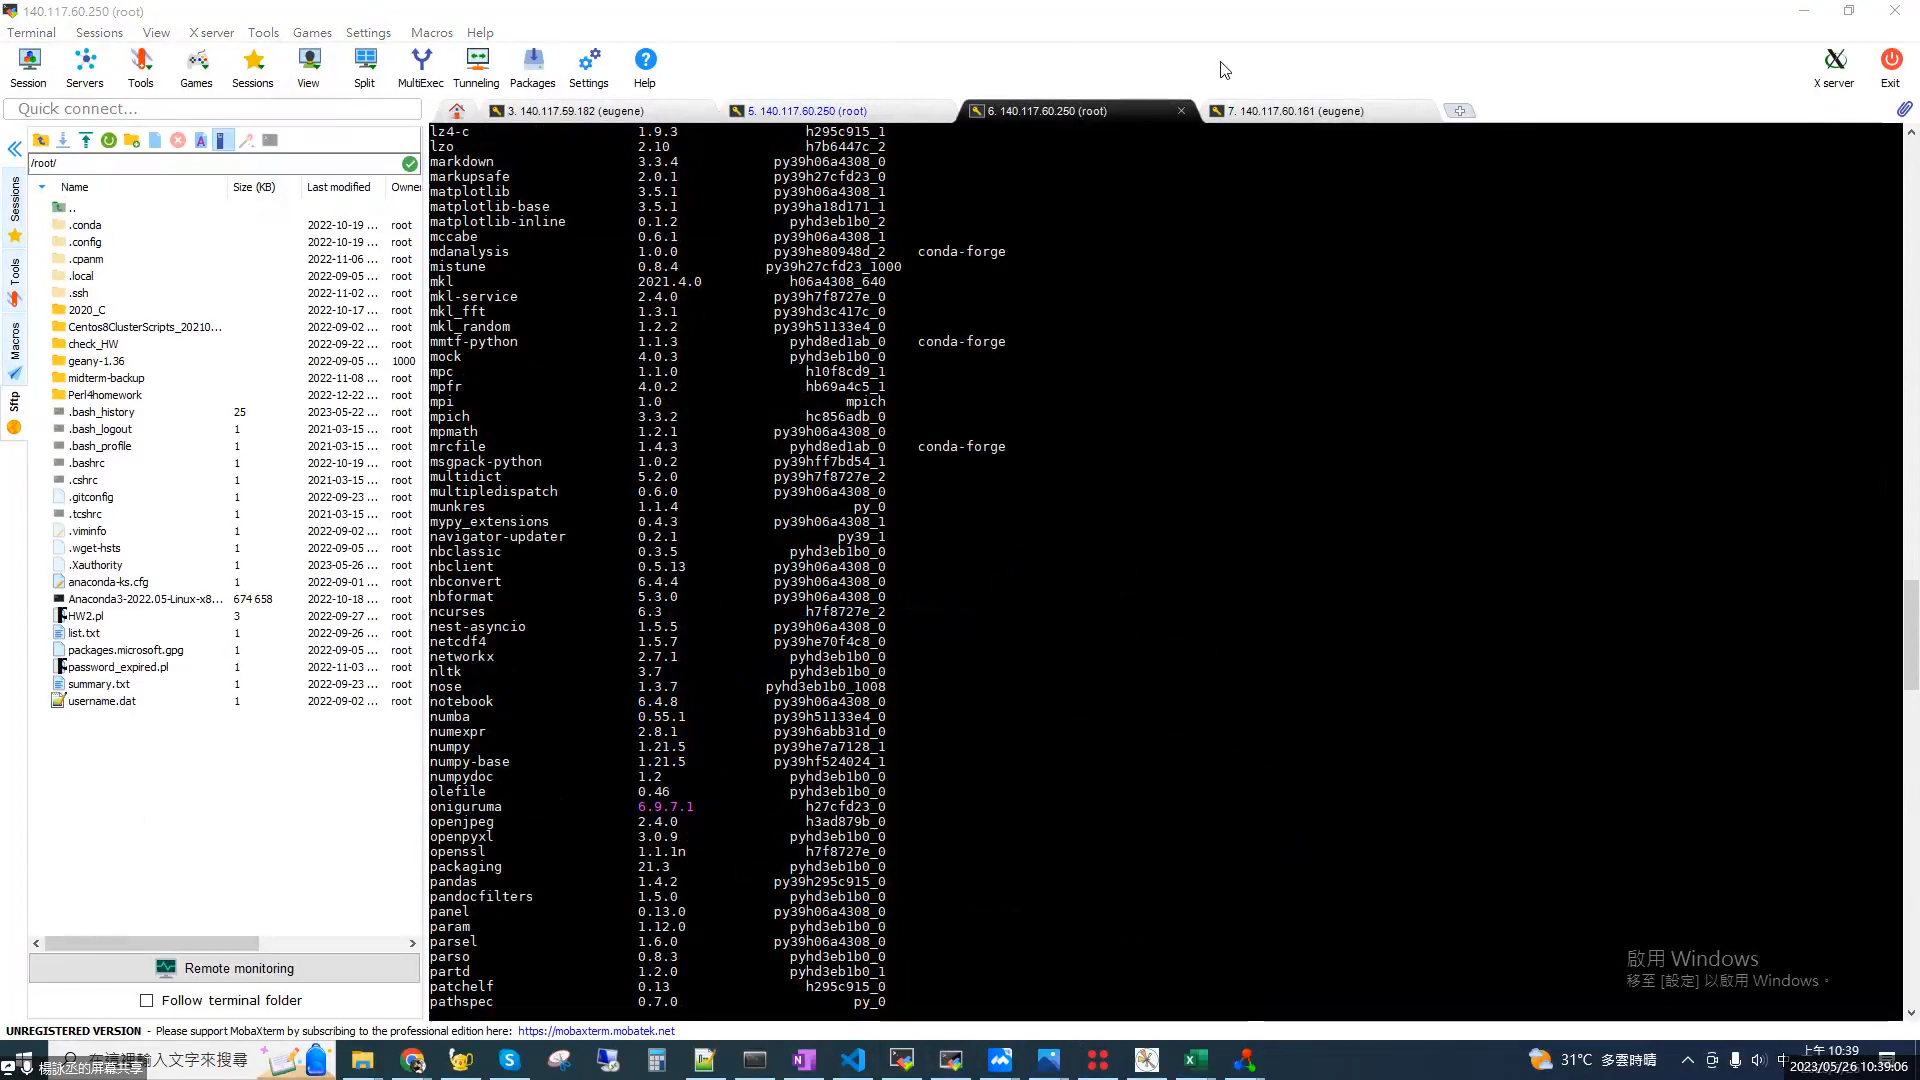 140.117.60.250 (root)
Terminal Sessions View X server Tools Games Settings Macros Help
Session Servers Tools Games Sessions View Split MultiExec Tunneling Packages Settings Help X server Exit
Quick connect...
3. 140.117.59.182 (eugene) 5. 140.117.60.250 (root) 6. 140.117.60.250 (root) 7. 140.117.60.161 (eugene)
/root/
Name Size (KB) Last modified Owner
..
.conda 2022-10-19 ... root
.config 2022-10-19 ... root
.cpanm 2022-11-06 ... root
.local 2022-09-05 ... root
.ssh 2022-11-02 ... root
2020_C 2022-10-17 ... root
Centos8ClusterScripts_20210... 2022-09-02 ... root
check_HW 2022-09-22 ... root
geany-1.36 2022-09-05 ... 1000
midterm-backup 2022-11-08 ... root
Perl4homework 2022-12-22 ... root
.bash_history 25 2023-05-22 ... root
.bash_logout 1 2021-03-15 ... root
.bash_profile 1 2021-03-15 ... root
.bashrc 1 2022-10-19 ... root
.cshrc 1 2021-03-15 ... root
.gitconfig 1 2022-09-23 ... root
.tcshrc 1 2021-03-15 ... root
.viminfo 1 2022-09-02 ... root
.wget-hsts 1 2022-09-05 ... root
.Xauthority 1 2023-05-26 ... root
anaconda-ks.cfg 1 2022-09-01 ... root
Anaconda3-2022.05-Linux-x8... 674 658 2022-10-18 ... root
HW2.pl 3 2022-09-27 ... root
list.txt 1 2022-09-26 ... root
packages.microsoft.gpg 1 2022-09-05 ... root
password_expired.pl 1 2022-11-03 ... root
summary.txt 1 2022-09-23 ... root
username.dat 1 2022-09-02 ... root
Sessions
Tools
Macros
Sftp
Remote monitoring
Follow terminal folder
lz4-c 1.9.3 h295c915_1
lzo 2.10 h7b6447c_2
markdown 3.3.4 py39h06a4308_0
markupsafe 2.0.1 py39h27cfd23_0
matplotlib 3.5.1 py39h06a4308_1
matplotlib-base 3.5.1 py39ha18d171_1
matplotlib-inline 0.1.2 pyhd3eb1b0_2
mccabe 0.6.1 py39h06a4308_1
mdanalysis 1.0.0 py39he80948d_2 conda-forge
mistune 0.8.4 py39h27cfd23_1000
mkl 2021.4.0 h06a4308_640
mkl-service 2.4.0 py39h7f8727e_0
mkl_fft 1.3.1 py39hd3c417c_0
mkl_random 1.2.2 py39h51133e4_0
mmtf-python 1.1.3 pyhd8ed1ab_0 conda-forge
mock 4.0.3 pyhd3eb1b0_0
mpc 1.1.0 h10f8cd9_1
mpfr 4.0.2 hb69a4c5_1
mpi 1.0 mpich
mpich 3.3.2 hc856adb_0
mpmath 1.2.1 py39h06a4308_0
mrcfile 1.4.3 pyhd8ed1ab_0 conda-forge
msgpack-python 1.0.2 py39hff7bd54_1
multidict 5.2.0 py39h7f8727e_2
multipledispatch 0.6.0 py39h06a4308_0
munkres 1.1.4 py_0
mypy_extensions 0.4.3 py39h06a4308_1
navigator-updater 0.2.1 py39_1
nbclassic 0.3.5 pyhd3eb1b0_0
nbclient 0.5.13 py39h06a4308_0
nbconvert 6.4.4 py39h06a4308_0
nbformat 5.3.0 py39h06a4308_0
ncurses 6.3 h7f8727e_2
nest-asyncio 1.5.5 py39h06a4308_0
netcdf4 1.5.7 py39he70f4c8_0
networkx 2.7.1 pyhd3eb1b0_0
nltk 3.7 pyhd3eb1b0_0
nose 1.3.7 pyhd3eb1b0_1008
notebook 6.4.8 py39h06a4308_0
numba 0.55.1 py39h51133e4_0
numexpr 2.8.1 py39h6abb31d_0
numpy 1.21.5 py39he7a7128_1
numpy-base 1.21.5 py39hf524024_1
numpydoc 1.2 pyhd3eb1b0_0
olefile 0.46 pyhd3eb1b0_0
oniguruma 6.9.7.1 h27cfd23_0
openjpeg 2.4.0 h3ad879b_0
openpyxl 3.0.9 pyhd3eb1b0_0
openssl 1.1.1n h7f8727e_0
packaging 21.3 pyhd3eb1b0_0
pandas 1.4.2 py39h295c915_0
pandocfilters 1.5.0 pyhd3eb1b0_0
panel 0.13.0 py39h06a4308_0
param 1.12.0 pyhd3eb1b0_0
parsel 1.6.0 py39h06a4308_0
parso 0.8.3 pyhd3eb1b0_0
partd 1.2.0 pyhd3eb1b0_1
patchelf 0.13 h295c915_0
pathspec 0.7.0 py_0
啟用 Windows
移至 [設定] 以啟用 Windows。
UNREGISTERED VERSION - Please support MobaXterm by subscribing to the professional edition here: https://mobaxterm.mobatek.net
在這裡輸入文字來搜尋
楊詠丞的屏幕共享
31°C 多雲時晴
中
上午 10:39
2023/05/26 10:39:06